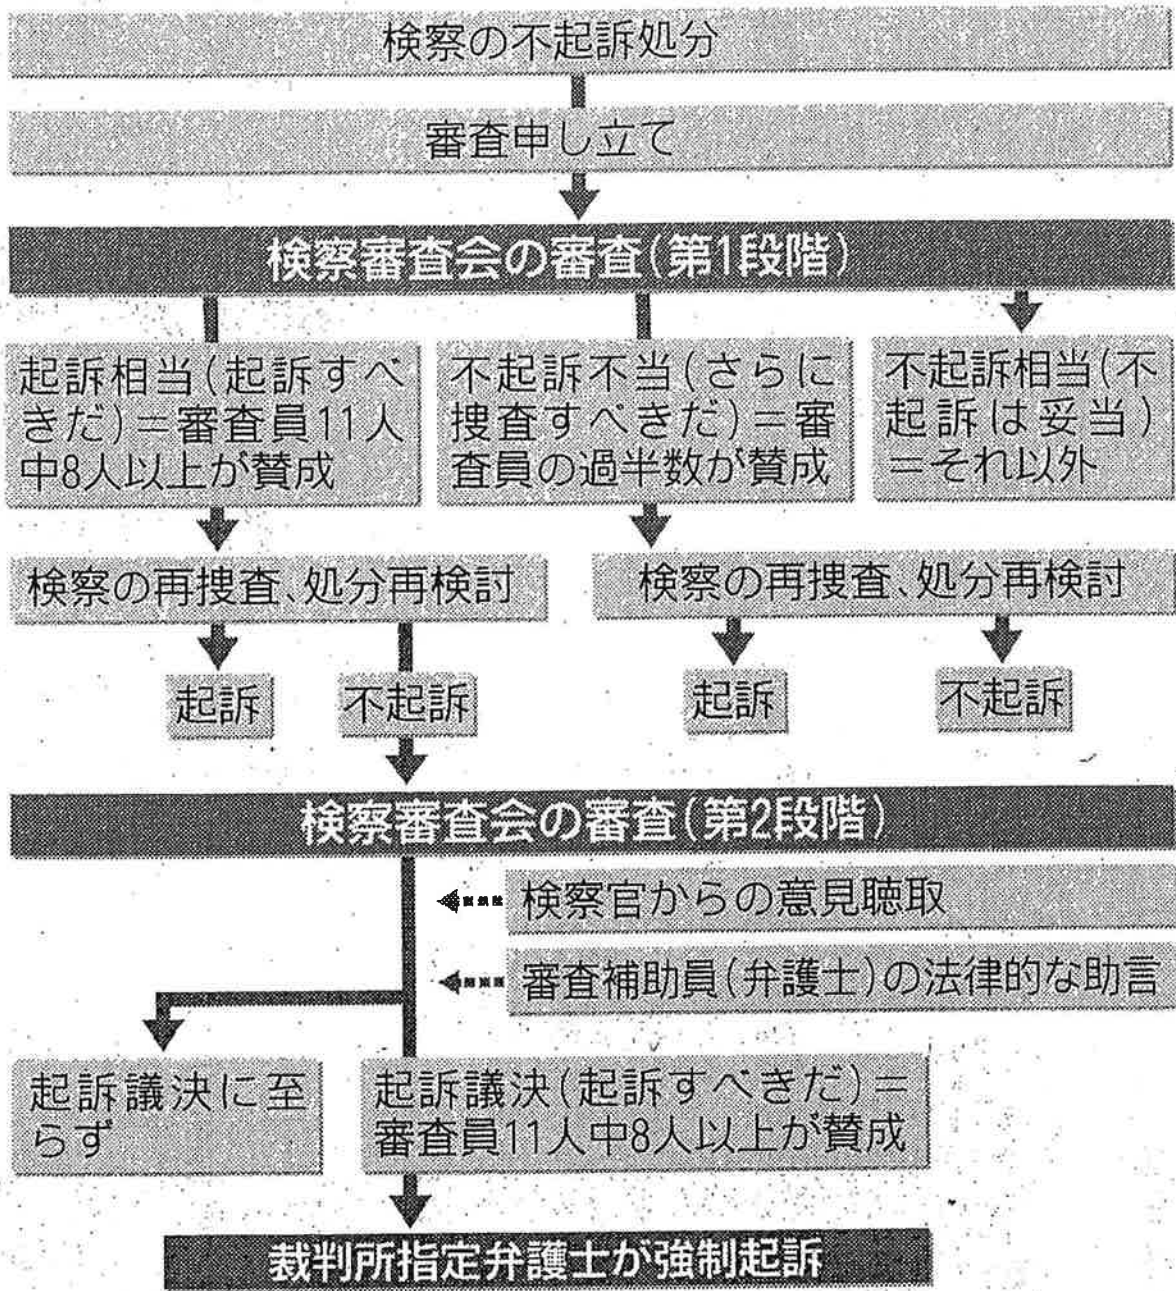 検察の不起訴処分
審査申し立て
検察審査会の審査(第1段階)
起訴相当(起訴すべ
きだ)＝審査員11人
中8人以上が賛成
不起訴不当(さらに
捜査すべきだ)＝審
査員の過半数が賛成
不起訴相当(不
起訴は妥当)
＝それ以外
検察の再捜査、処分再検討
検察の再捜査、処分再検討
起訴
不起訴
起訴
不起訴
検察審査会の審査(第2段階)
検察官からの意見聴取
審査補助員(弁護士)の法律的な助言
起訴議決に至
らず
起訴議決(起訴すべきだ)＝
審査員11人中8人以上が賛成
裁判所指定弁護士が強制起訴